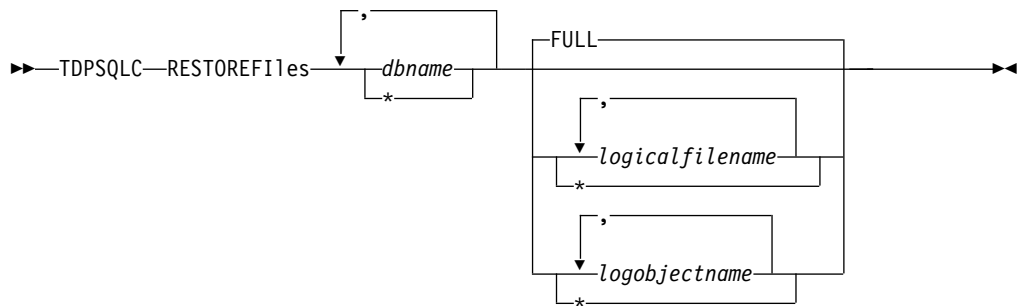 ,
FULL
TDPSQLC RESTOREFIles dbname
*
,
logicalfilename
*
,
logobjectname
*